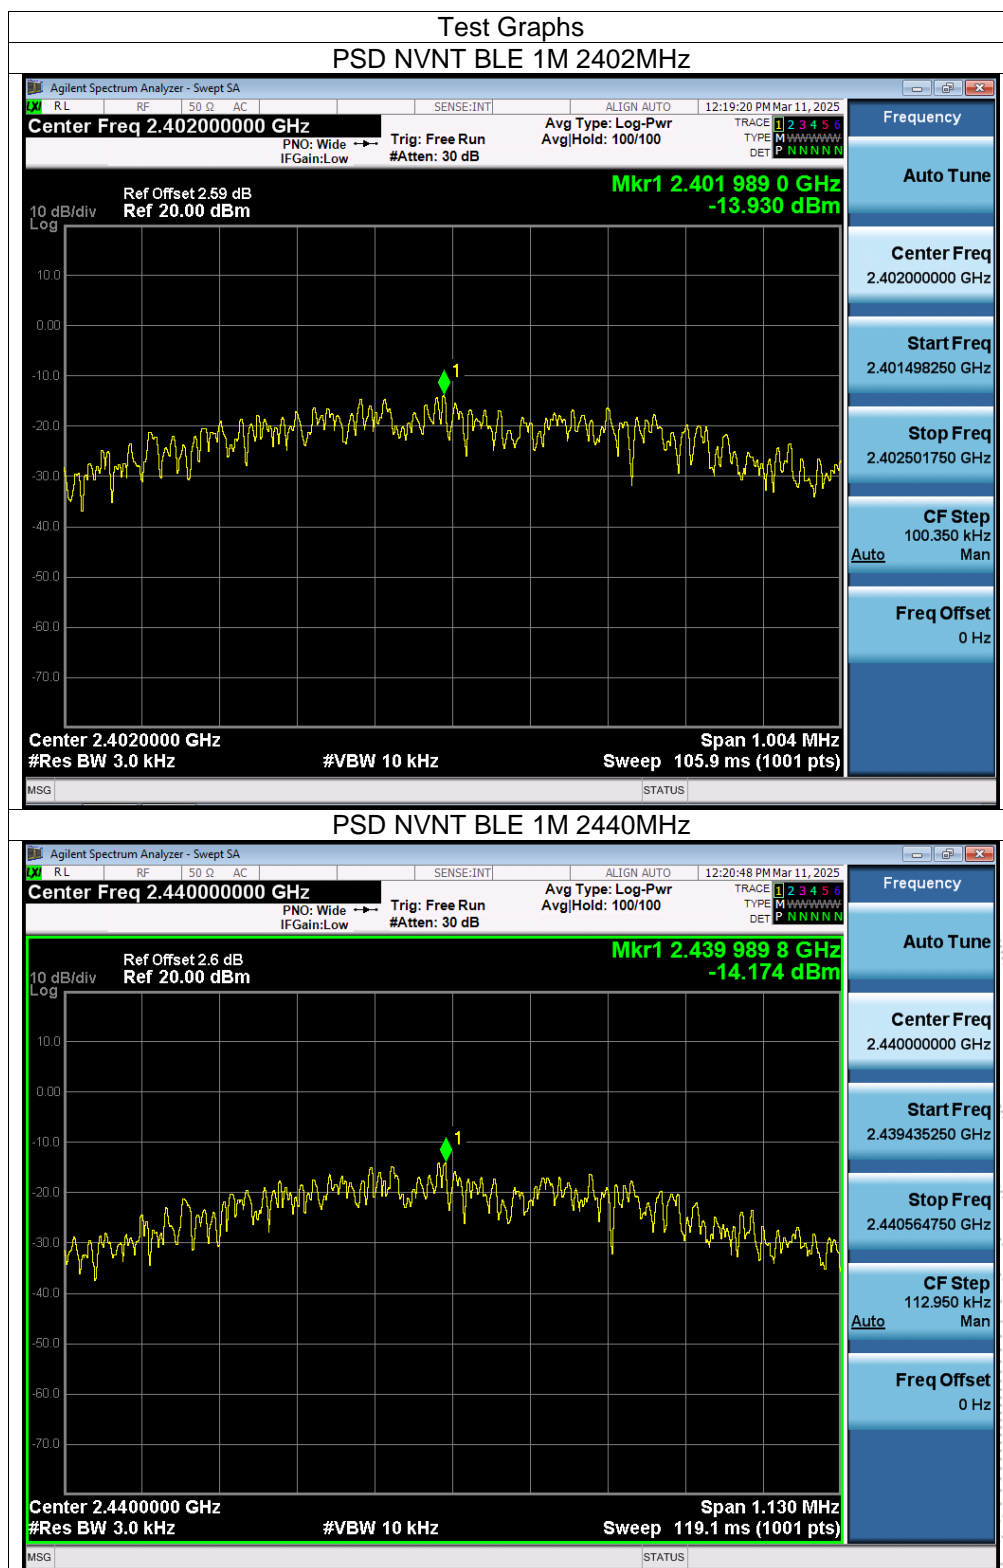 Test Graphs
PSD NVNT BLE 1M 2402MHz
Agilent Spectrum Analyzer - Swept SA
LXI RL RF 50 Ω AC SENSE:INT ALIGN AUTO 12:19:20 PM Mar 11, 2025
Center Freq 2.402000000 GHz
PNO: Wide
IFGain:Low
Trig: Free Run
#Atten: 30 dB
Avg Type: Log-Pwr
Avg|Hold: 100/100
TRACE 1 2 3 4 5 6
TYPE M WWWWW
DET P N N N N N
Ref Offset 2.59 dB
Ref 20.00 dBm
10 dB/div
Log
Mkr1 2.401 989 0 GHz
-13.930 dBm
10.0
0.00
-10.0
-20.0
-30.0
-40.0
-50.0
-60.0
-70.0
1
Center 2.4020000 GHz
#Res BW 3.0 kHz
#VBW 10 kHz
Span 1.004 MHz
Sweep 105.9 ms (1001 pts)
MSG
STATUS
Frequency
Auto Tune
Center Freq
2.402000000 GHz
Start Freq
2.401498250 GHz
Stop Freq
2.402501750 GHz
CF Step
100.350 kHz
Auto Man
Freq Offset
0 Hz
PSD NVNT BLE 1M 2440MHz
Agilent Spectrum Analyzer - Swept SA
LXI RL RF 50 Ω AC SENSE:INT ALIGN AUTO 12:20:48 PM Mar 11, 2025
Center Freq 2.440000000 GHz
PNO: Wide
IFGain:Low
Trig: Free Run
#Atten: 30 dB
Avg Type: Log-Pwr
Avg|Hold: 100/100
TRACE 1 2 3 4 5 6
TYPE M WWWWW
DET P N N N N N
Ref Offset 2.6 dB
Ref 20.00 dBm
10 dB/div
Log
Mkr1 2.439 989 8 GHz
-14.174 dBm
10.0
0.00
-10.0
-20.0
-30.0
-40.0
-50.0
-60.0
-70.0
1
Center 2.4400000 GHz
#Res BW 3.0 kHz
#VBW 10 kHz
Span 1.130 MHz
Sweep 119.1 ms (1001 pts)
MSG
STATUS
Frequency
Auto Tune
Center Freq
2.440000000 GHz
Start Freq
2.439435250 GHz
Stop Freq
2.440564750 GHz
CF Step
112.950 kHz
Auto Man
Freq Offset
0 Hz